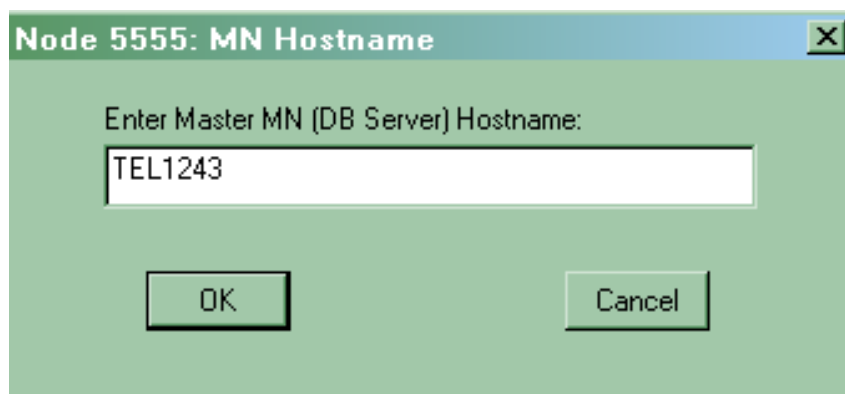 Node 5555: MN Hostname
Enter Master MN (DB Server) Hostname:
TEL1243
OK Cancel